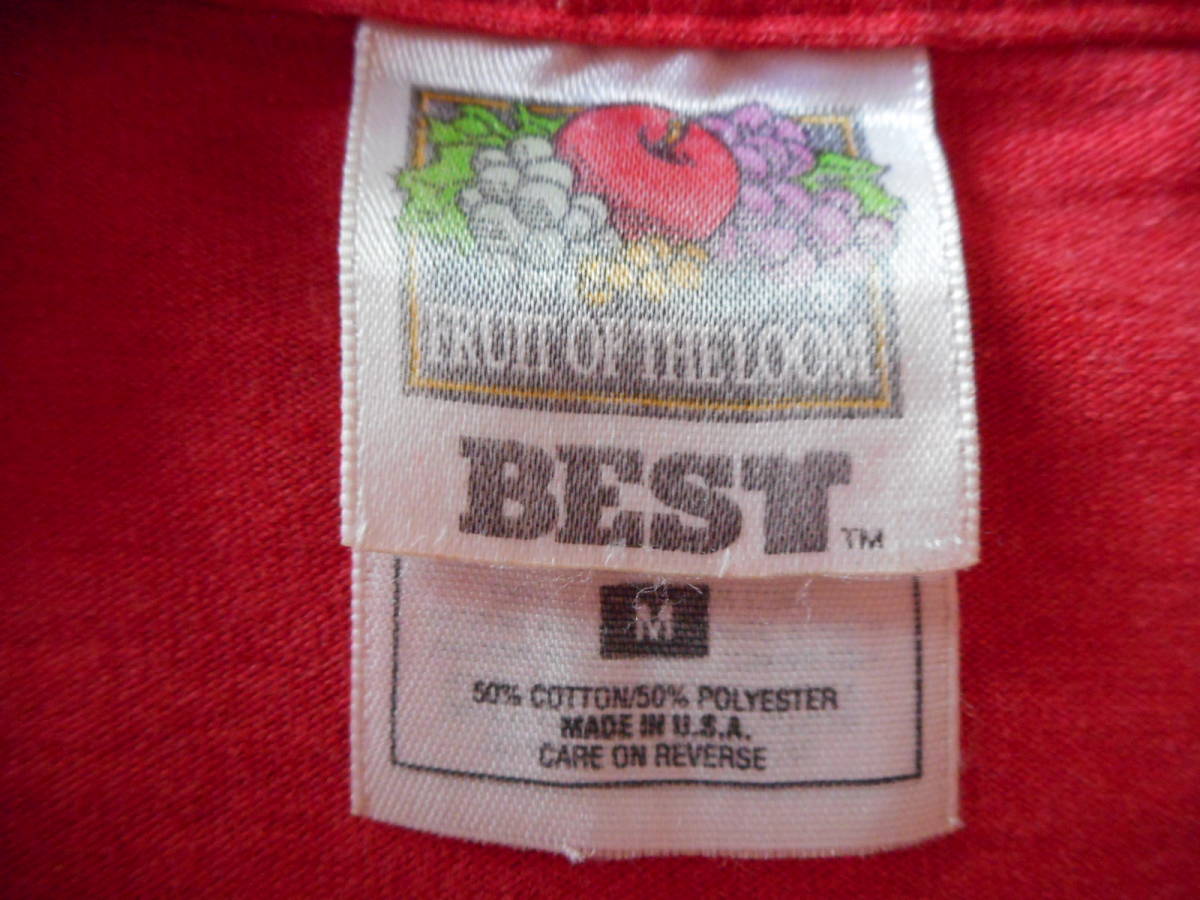 FRUIT OF THE LOOM
BEST™
M
50% COTTON/50% POLYESTER
MADE IN U.S.A.
CARE ON REVERSE